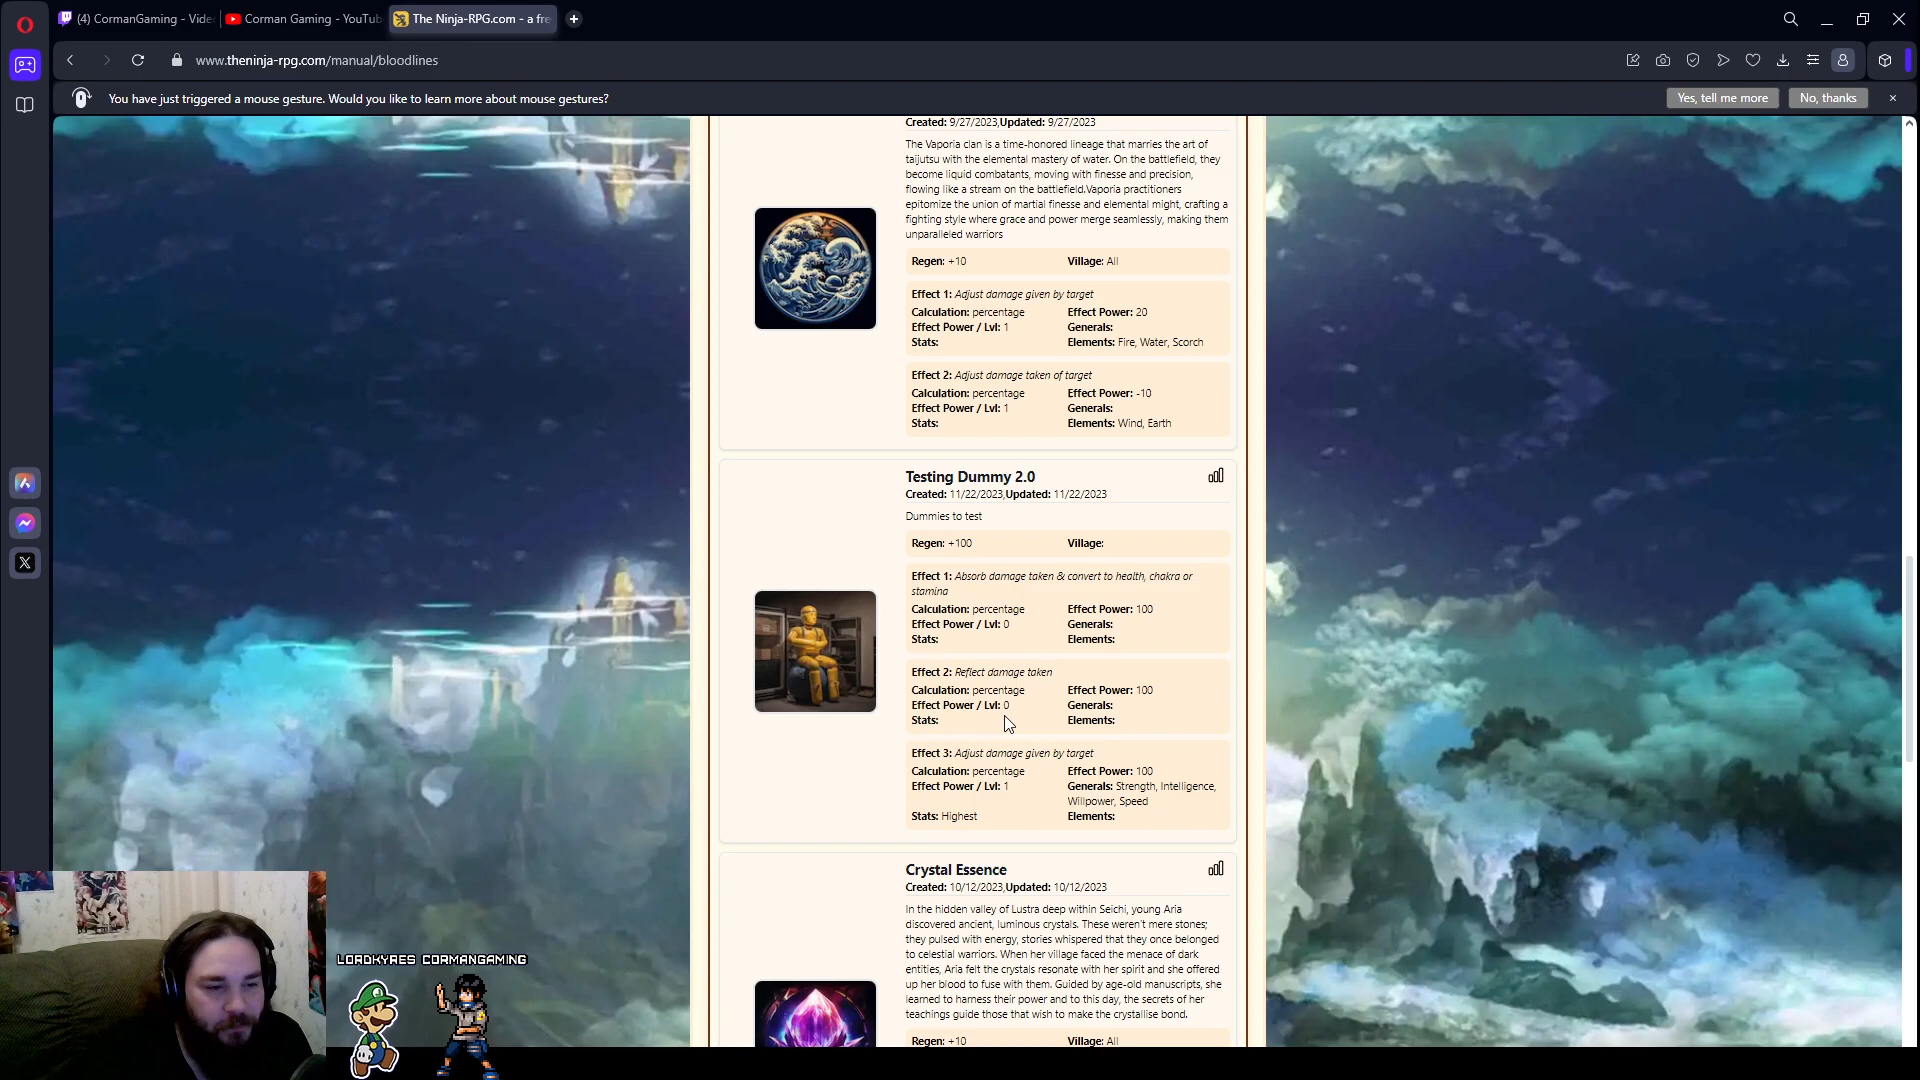 (4) CormanGaming - Vide
Corman Gaming - YouTub
The Ninja-RPG.com - a fre
www.theninja-rpg.com/manual/bloodlines
You have just triggered a mouse gesture. Would you like to learn more about mouse gestures?
Yes, tell me more
No, thanks
Created: 9/27/2023,Updated: 9/27/2023
The Vaporia clan is a time-honored lineage that marries the art of
taijutsu with the elemental mastery of water. On the battlefield, they
become liquid combatants, moving with finesse and precision,
flowing like a stream on the battlefield.Vaporia practitioners
epitomize the union of martial finesse and elemental might, crafting a
fighting style where grace and power merge seamlessly, making them
unparalleled warriors
Regen: +10 Village: All
Effect 1: Adjust damage given by target
Calculation: percentage Effect Power: 20
Effect Power / Lvl: 1 Generals:
Stats: Elements: Fire, Water, Scorch
Effect 2: Adjust damage taken of target
Calculation: percentage Effect Power: -10
Effect Power / Lvl: 1 Generals:
Stats: Elements: Wind, Earth
Testing Dummy 2.0
Created: 11/22/2023,Updated: 11/22/2023
Dummies to test
Regen: +100 Village:
Effect 1: Absorb damage taken & convert to health, chakra or
stamina
Calculation: percentage Effect Power: 100
Effect Power / Lvl: 0 Generals:
Stats: Elements:
Effect 2: Reflect damage taken
Calculation: percentage Effect Power: 100
Effect Power / Lvl: 0 Generals:
Stats: Elements:
Effect 3: Adjust damage given by target
Calculation: percentage Effect Power: 100
Effect Power / Lvl: 1 Generals: Strength, Intelligence,
Willpower, Speed
Stats: Highest Elements:
Crystal Essence
Created: 10/12/2023,Updated: 10/12/2023
In the hidden valley of Lustra deep within Seichi, young Aria
discovered ancient, luminous crystals. These weren't mere stones;
they pulsed with energy, stories whispered that they once belonged
to celestial warriors. When her village faced the menace of dark
entities, Aria felt the crystals resonate with her spirit and she offered
up her blood to fuse with them. Guided by age-old manuscripts, she
learned to harness their power and to this day, the secrets of her
teachings guide those that wish to make the crystallise bond.
Regen: +10 Village: All
LORDKYRES CORMANGAMING